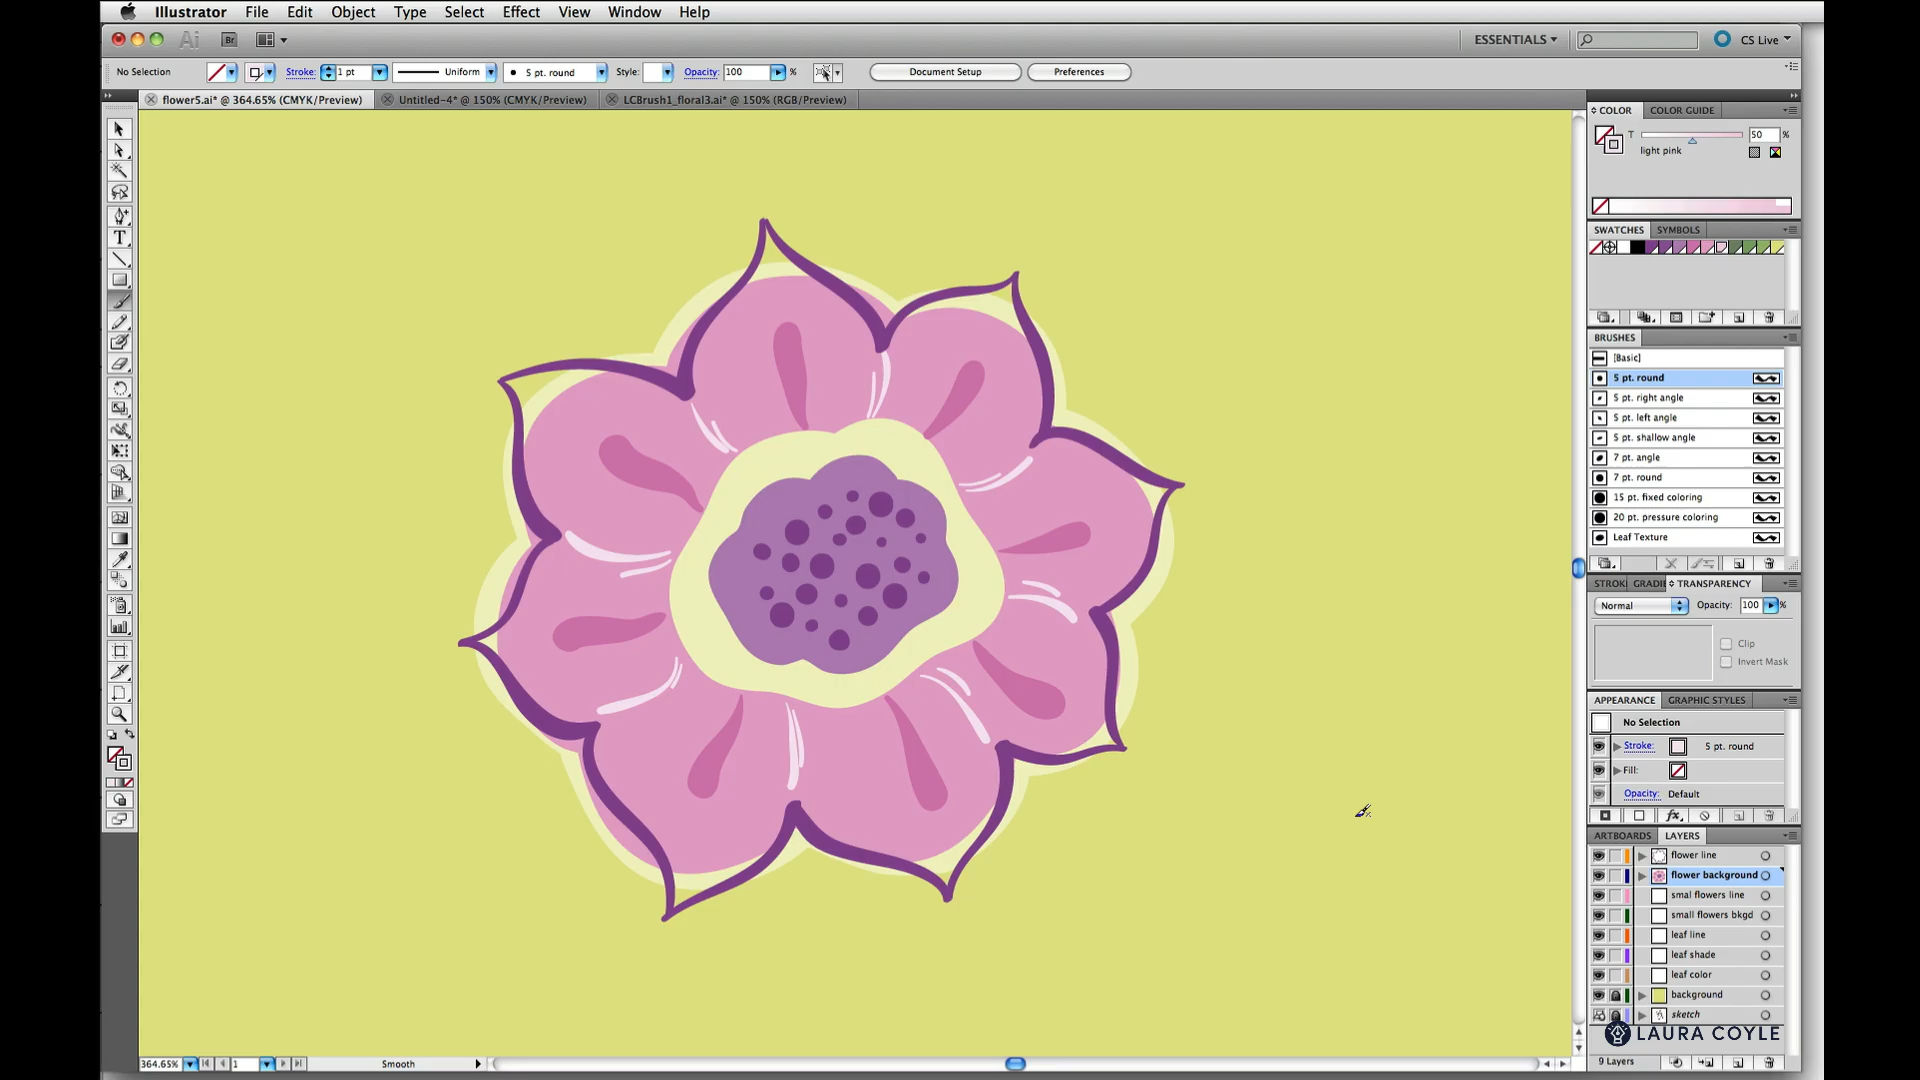 Illustrator File Edit Object Type Select Effect View Window Help
Ai Br ESSENTIALS CS Live
No Selection Stroke: 1 pt Uniform 5 pt. round Style: Opacity: 100 % Document Setup Preferences
flower5.ai* @ 364.65% (CMYK/Preview) Untitled-4* @ 150% (CMYK/Preview) LCBrush1_floral3.ai* @ 150% (RGB/Preview)
COLOR COLOR GUIDE
T 50 %
light pink
SWATCHES SYMBOLS
BRUSHES
[Basic]
5 pt. round
5 pt. right angle
5 pt. left angle
5 pt. shallow angle
7 pt. angle
7 pt. round
15 pt. fixed coloring
20 pt. pressure coloring
Leaf Texture
STROK GRADIE TRANSPARENCY
Normal Opacity: 100 %
Clip
Invert Mask
APPEARANCE GRAPHIC STYLES
No Selection
Stroke: 5 pt. round
Fill:
Opacity: Default
fx
ARTBOARDS LAYERS
flower line
flower background
smal flowers line
small flowers bkgd
leaf line
leaf shade
leaf color
background
sketch
LAURA COYLE
9 Layers
364.65% 1 Smooth